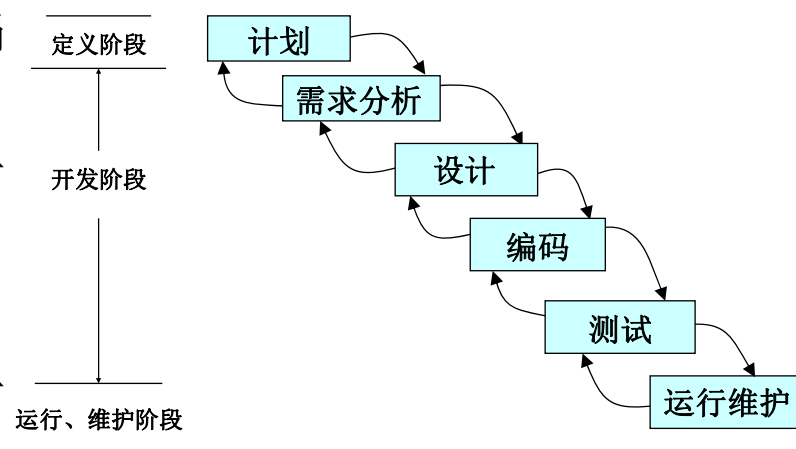 定义阶段
计划
需求分析
设计
开发阶段
编码
测试
运行维护
运行、维护阶段